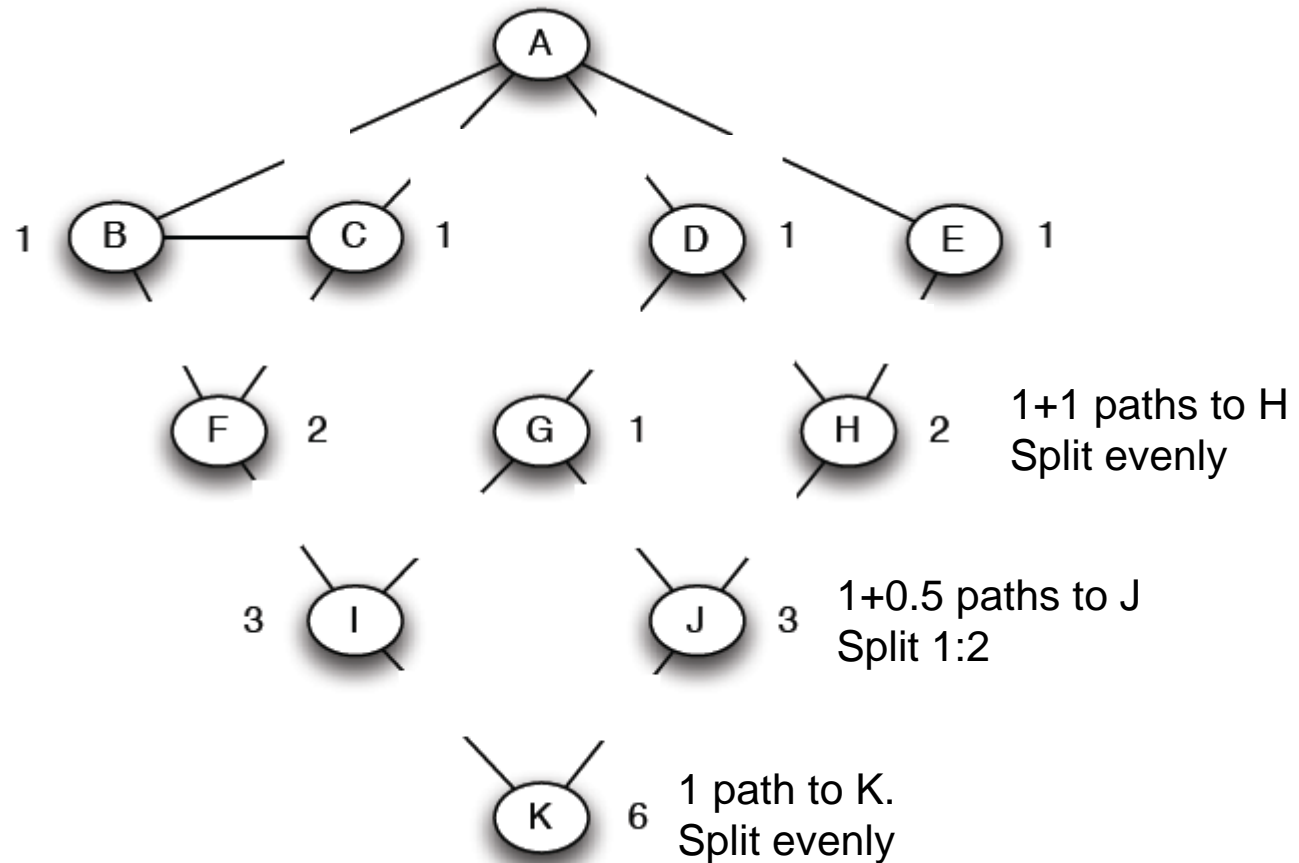 A
1 B C 1 D 1 E 1
F 2 G 1 H 2
1+1 paths to H
Split evenly
3 I J 3
1+0.5 paths to J
Split 1:2
K 6
1 path to K.
Split evenly